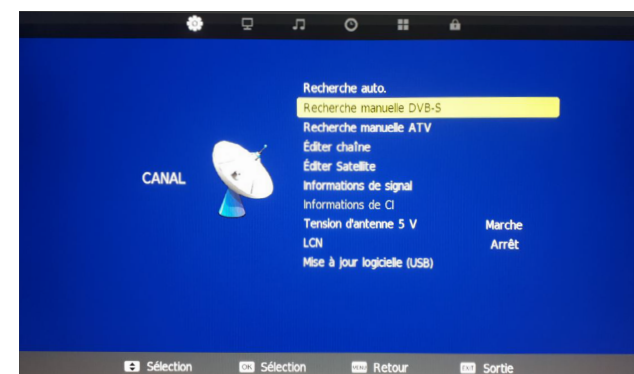 Recherche auto.
Recherche manuelle DVB-S
Recherche manuelle ATV
Éditer chaîne
Éditer Satellite
CANAL
Informations de signal
Informations de CI
Tension d'antenne 5 V Marche
LCN Arrêt
Mise à jour logicielle (USB)
Sélection OK Sélection MENU Retour EXIT Sortie